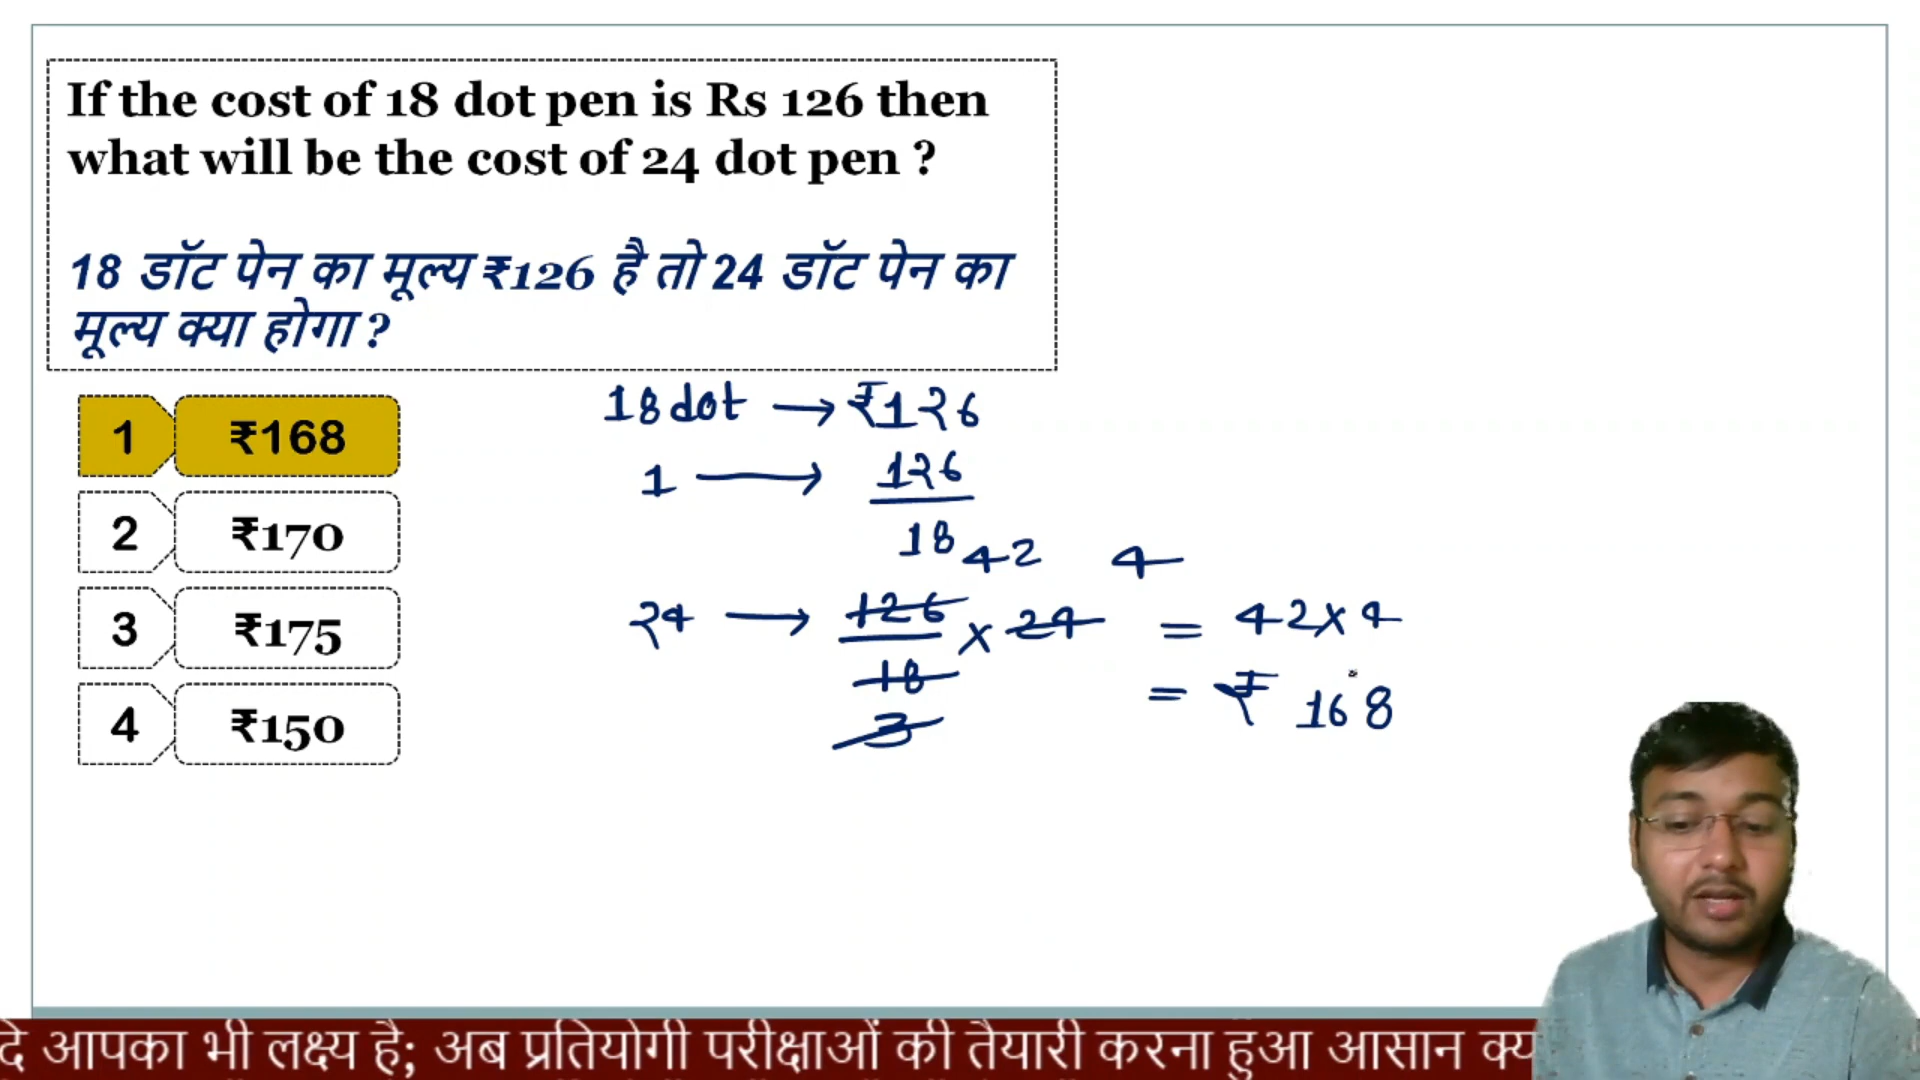 If the cost of 18 dot pen is Rs 126 then
what will be the cost of 24 dot pen ?
18 डॉट पेन का मूल्य ₹126 है तो 24 डॉट पेन का
मूल्य क्या होगा ?
1 ₹168
2 ₹170
3 ₹175
4 ₹150
18 dot → ₹126
1 → 126
18
42 4
24 → 126 x 24 = 42x4
18
3
= ₹ 168
दि आपका भी लक्ष्य है; अब प्रतियोगी परीक्षाओं की तैयारी करना हुआ आसान क्य